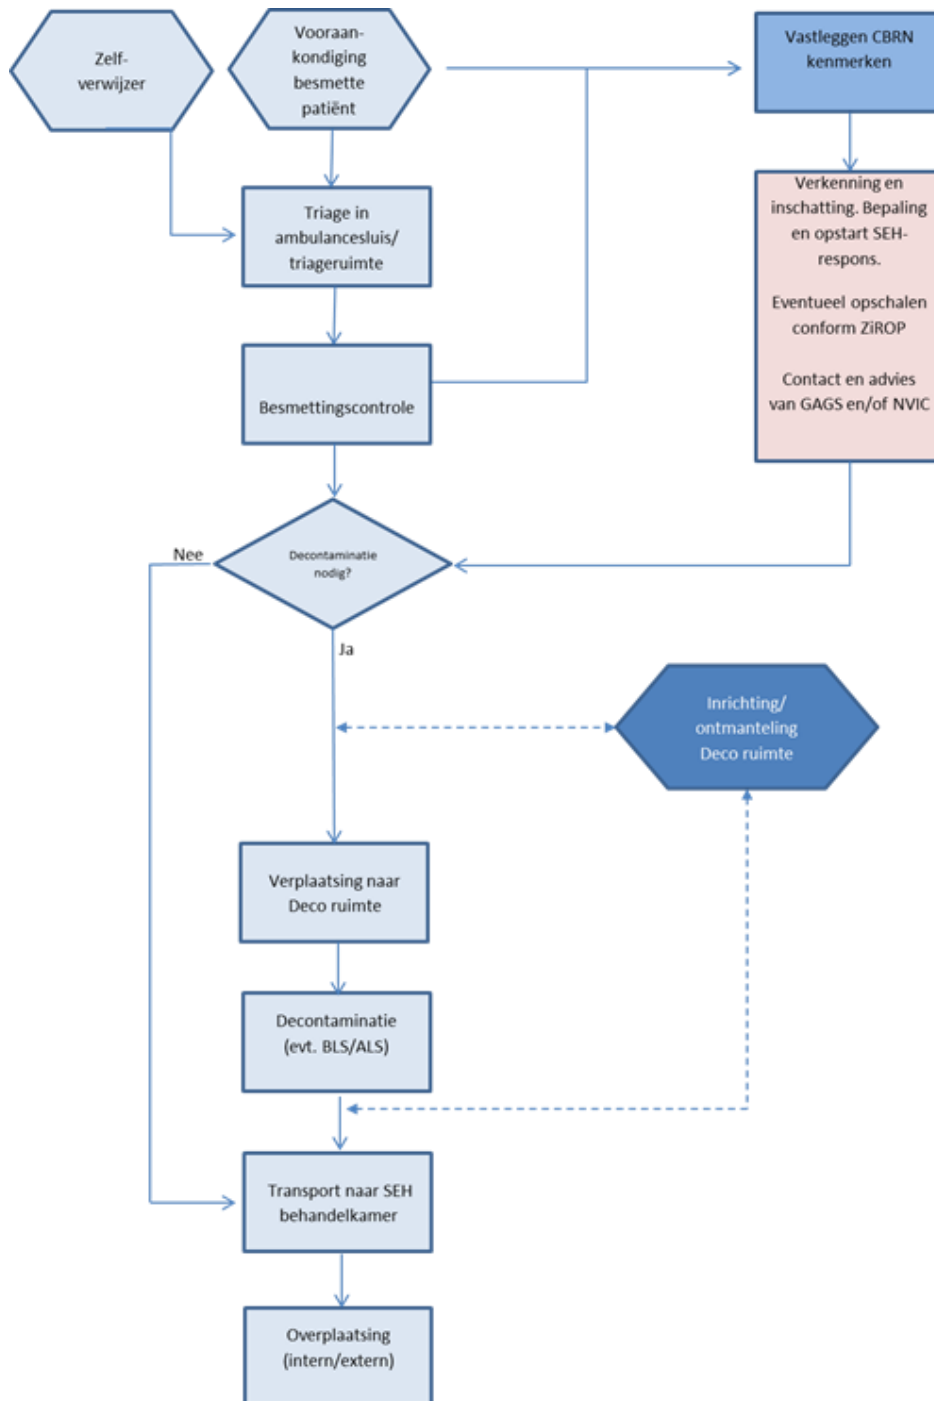 Zelf-
verwijzer
Vooraan-
kondiging
besmette
patiënt
Vastleggen CBRN
kenmerken
Triage in
ambulancesluis/
triageruimte
Verkenning en
inschatting. Bepaling
en opstart SEH-
respons.
Eventueel opschalen
conform ZiROP
Contact en advies
van GAGS en/of NVIC
Besmettingscontrole
Decontaminatie
nodig?
Nee
Ja
Inrichting/
ontmanteling
Deco ruimte
Verplaatsing naar
Deco ruimte
Decontaminatie
(evt. BLS/ALS)
Transport naar SEH
behandelkamer
Overplaatsing
(intern/extern)